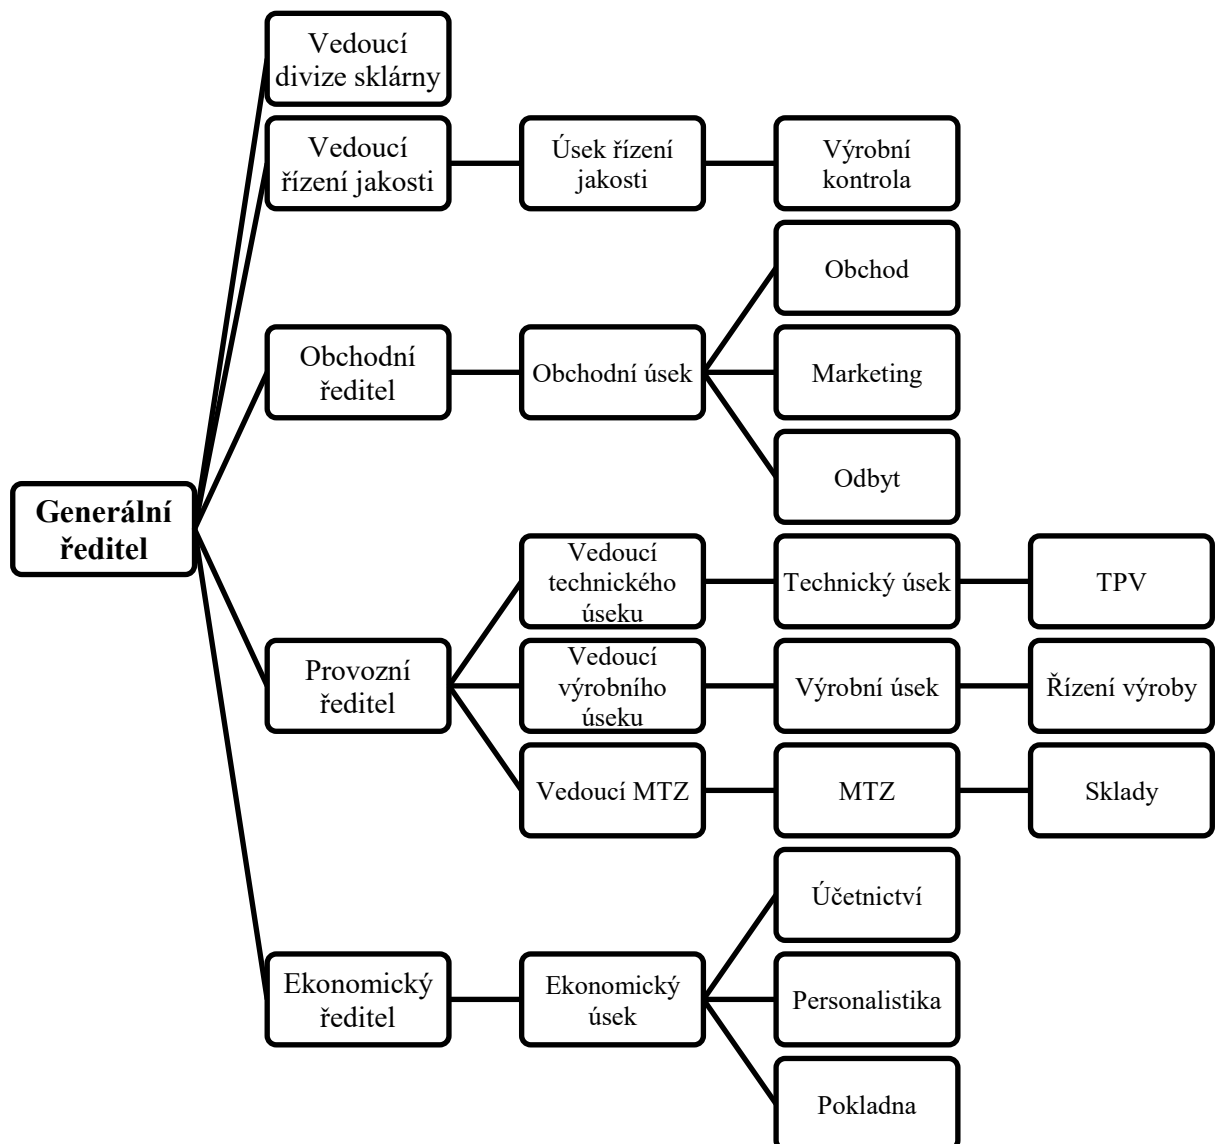 Vedoucí
divize sklárny
Vedoucí
řízení jakosti
Úsek řízení
jakosti
Výrobní
kontrola
Obchod
Obchodní
ředitel
Obchodní úsek
Marketing
Odbyt
Generální
ředitel
Vedoucí
technického
úseku
Technický úsek
TPV
Provozní
ředitel
Vedoucí
výrobního
úseku
Výrobní úsek
Řízení výroby
Vedoucí MTZ
MTZ
Sklady
Účetnictví
Ekonomický
ředitel
Ekonomický
úsek
Personalistika
Pokladna